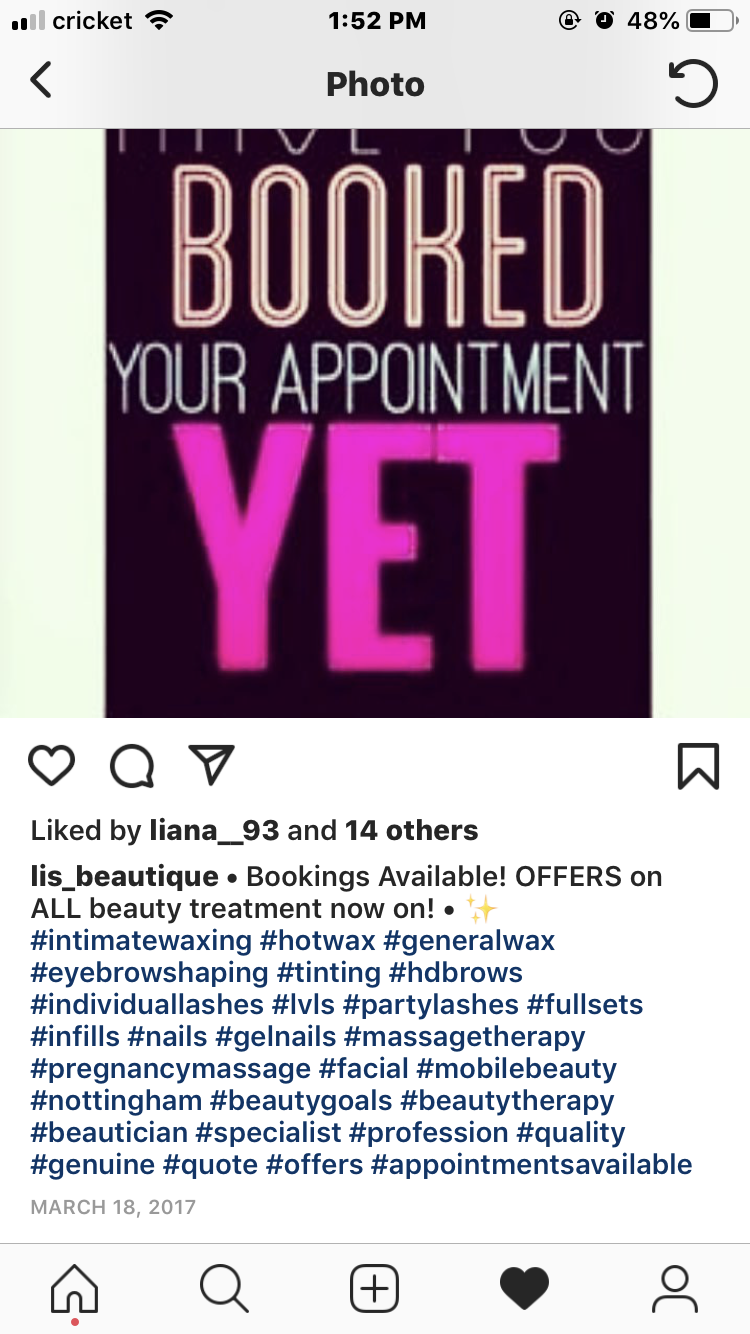 cricket 1:52 PM 48%
Photo
HAVE YOU
BOOKED
YOUR APPOINTMENT
YET
Liked by liana__93 and 14 others
lis_beautique • Bookings Available! OFFERS on
ALL beauty treatment now on! • ✨
#intimatewaxing #hotwax #generalwax
#eyebrowshaping #tinting #hdbrows
#individuallashes #lvls #partylashes #fullsets
#infills #nails #gelnails #massagetherapy
#pregnancymassage #facial #mobilebeauty
#nottingham #beautygoals #beautytherapy
#beautician #specialist #profession #quality
#genuine #quote #offers #appointmentsavailable
MARCH 18, 2017